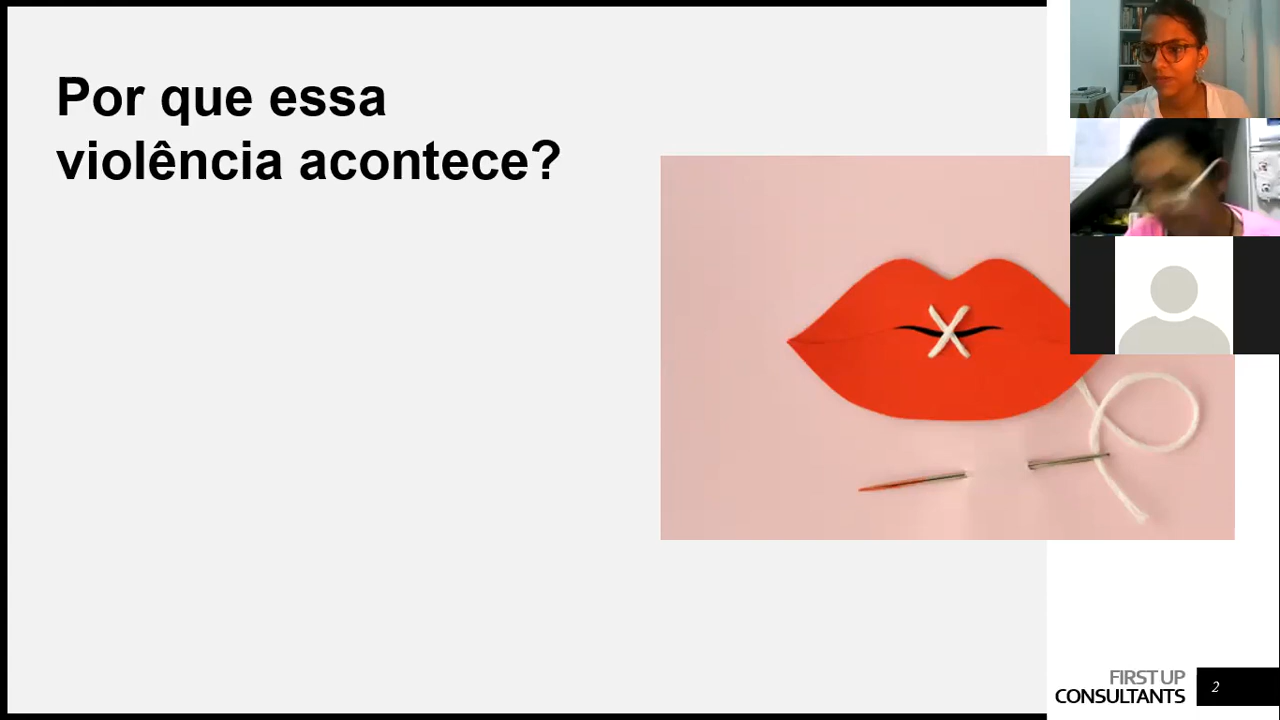 Por que essa
violência acontece?
FIRST UP
CONSULTANTS
2